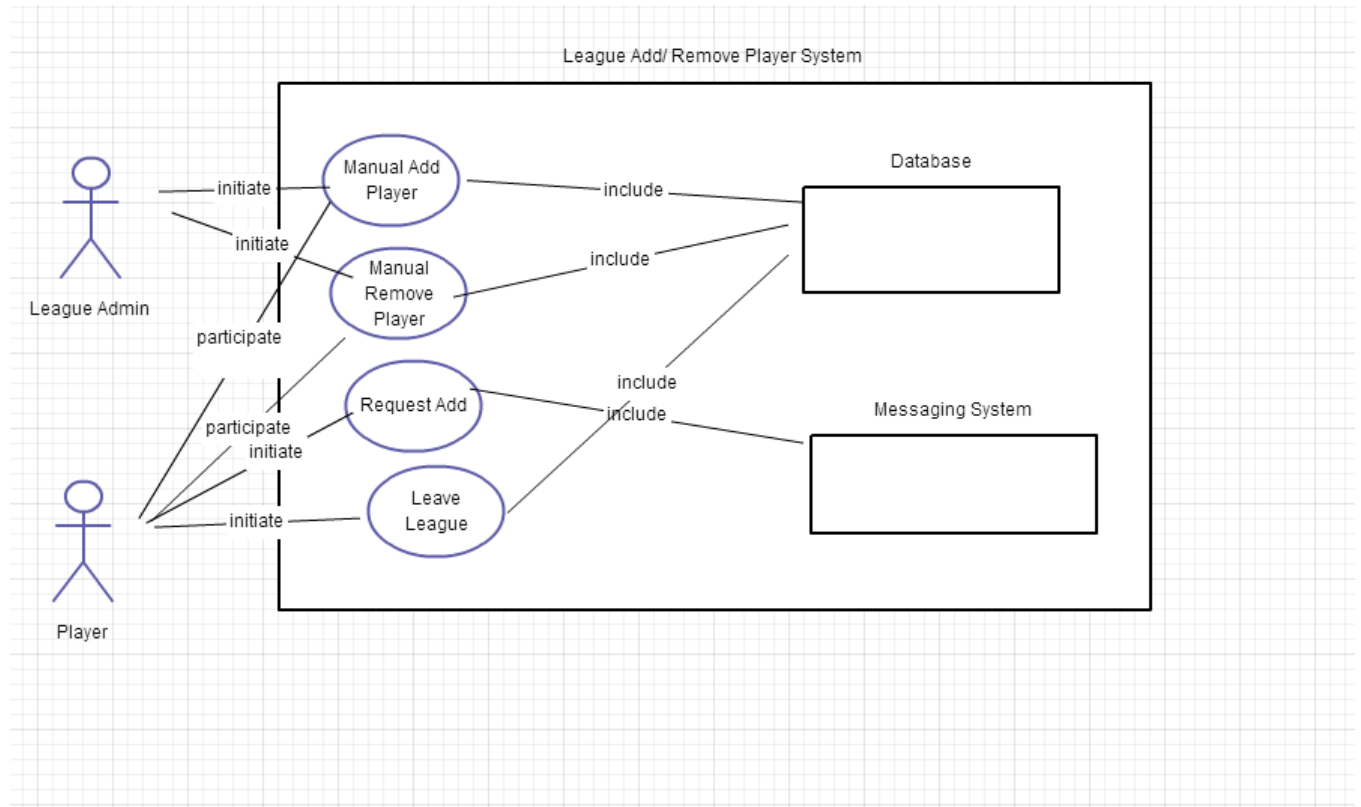 League Add/ Remove Player System
Manual Add
Player
Database
initiate
include
initiate
include
Manual
Remove
Player
League Admin
participate
include
Request Add
include
Messaging System
participate
initiate
Leave
League
initiate
Player